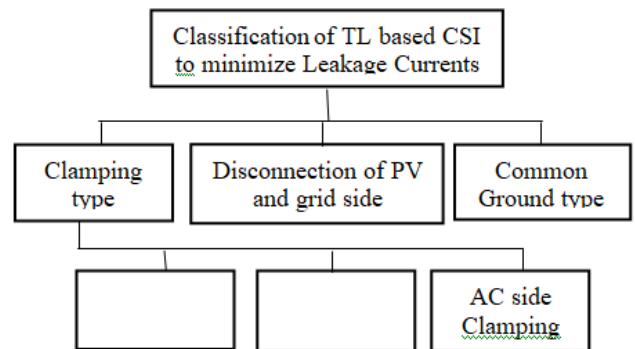 Classification of TL based CSI
to minimize Leakage Currents
Clamping
type
Disconnection of PV
and grid side
Common
Ground type
AC side
Clamping